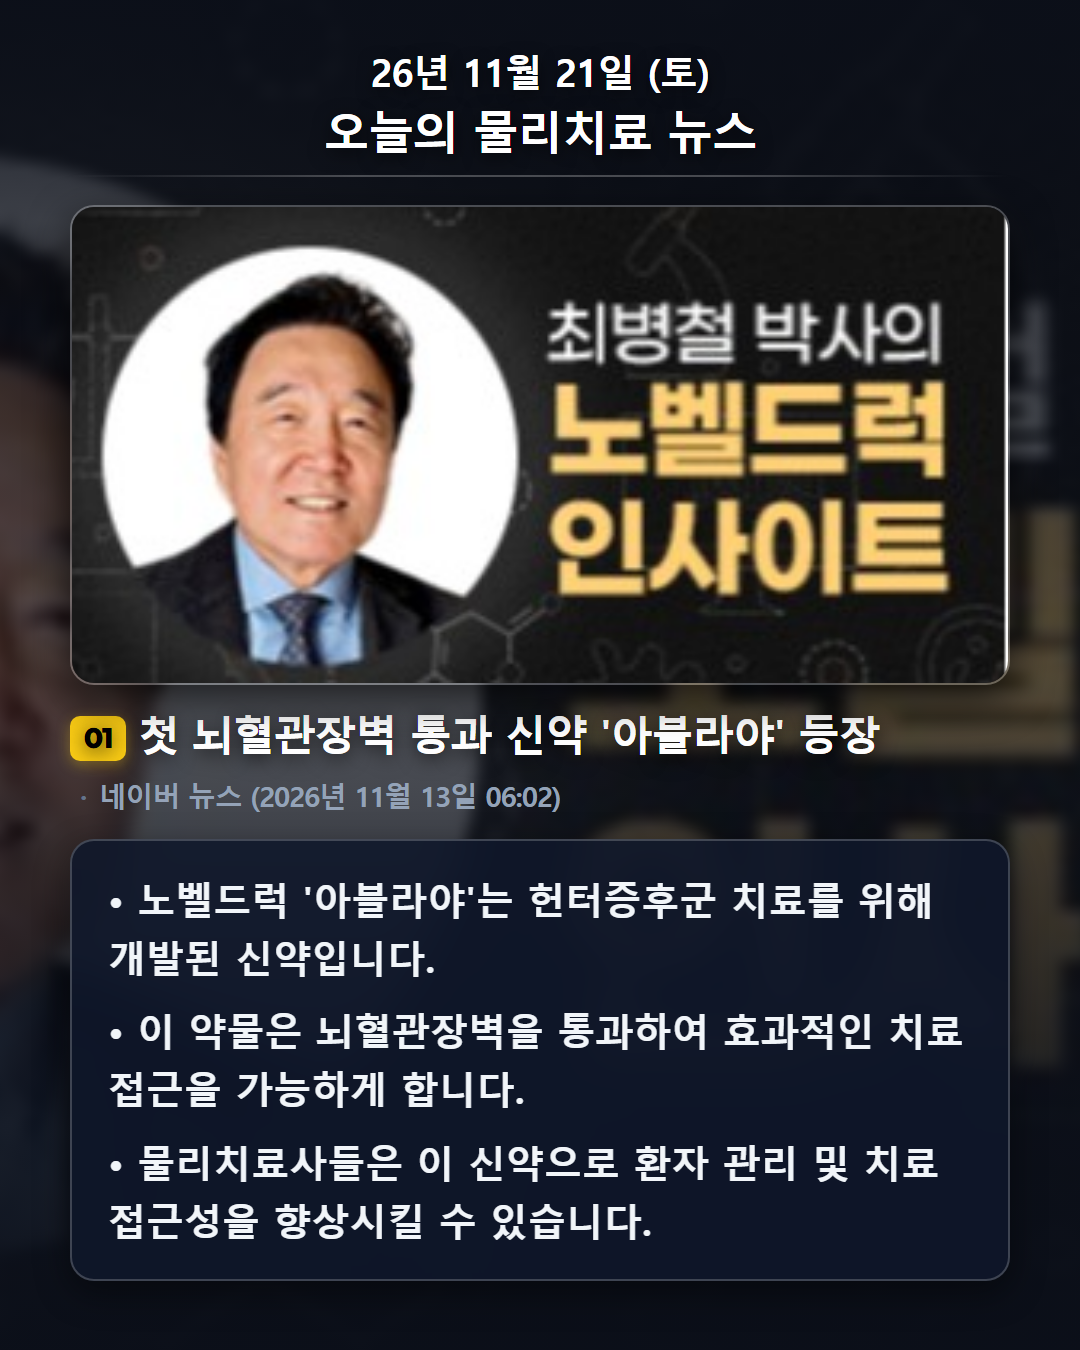 26년 11월 21일 (토)
오늘의 물리치료 뉴스
최병철 박사의
노벨드럭
인사이트
01 첫 뇌혈관장벽 통과 신약 '아블라야' 등장
· 네이버 뉴스 (2026년 11월 13일 06:02)
• 노벨드럭 '아블라야'는 헌터증후군 치료를 위해
개발된 신약입니다.
• 이 약물은 뇌혈관장벽을 통과하여 효과적인 치료
접근을 가능하게 합니다.
• 물리치료사들은 이 신약으로 환자 관리 및 치료
접근성을 향상시킬 수 있습니다.